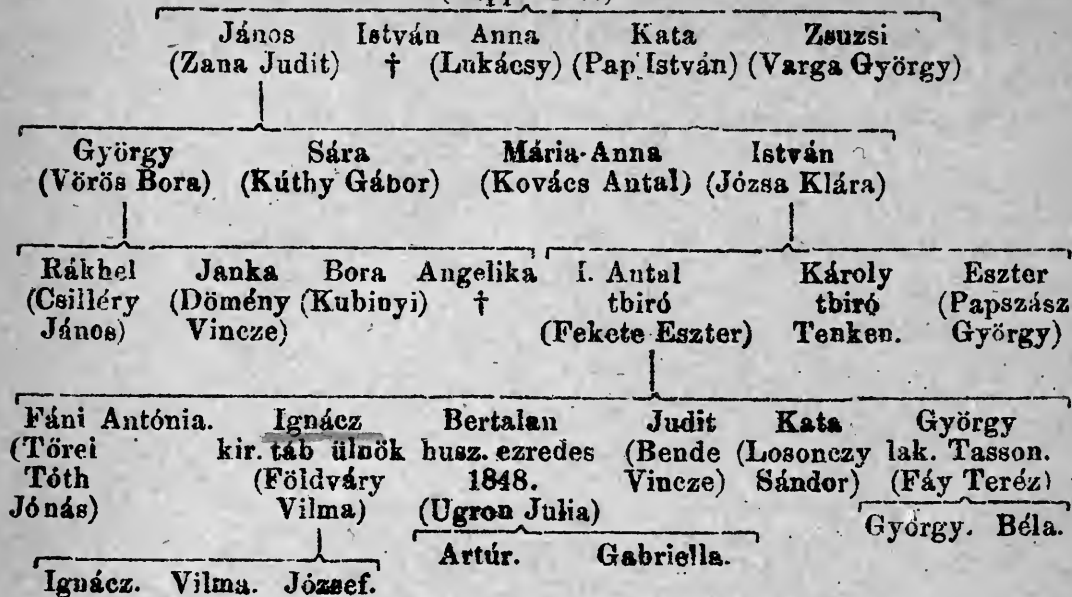 János István Anna Kata Zsuzsi
(Zana Judit) † (Lukácsy) (Pap István) (Varga György)
György Sára Mária-Anna István
(Vörös Bora) (Kúthy Gábor) (Kovács Antal) (Józsa Klára)
Rákhel Janka Bora Angelika I. Antal Károly Eszter
(Csilléry (Dömény (Kubinyi) † tbiró tbiró (Papszász
János) Vincze) (Fekete Eszter) Tenken. György)
Fáni Antónia. Ignácz Bertalan Judit Kata György
(Törei kir. táb ülnök husz. ezredes (Bende (Losonczy lak. Tasson.
Tóth (Földváry 1848. Vincze) Sándor) (Fáy Teréz)
Jónás) Vilma) (Ugron Julia)
György. Béla.
Artúr. Gabriella.
Ignácz. Vilma. József.